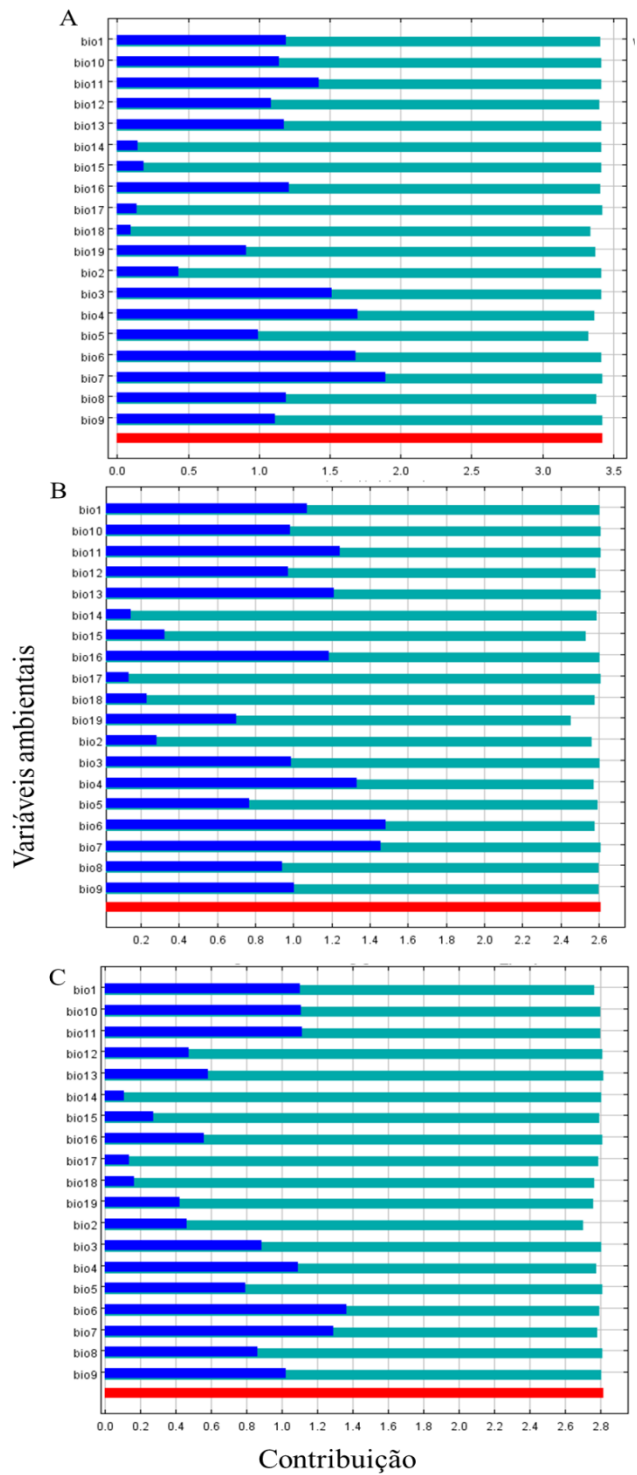 A
bio1
bio10
bio11
bio12
bio13
bio14
bio15
bio16
bio17
bio18
bio19
bio2
bio3
bio4
bio5
bio6
bio7
bio8
bio9
0.0 0.5 1.0 1.5 2.0 2.5 3.0 3.5
B
bio1
bio10
bio11
bio12
bio13
bio14
bio15
bio16
bio17
bio18
bio19
bio2
bio3
bio4
bio5
bio6
bio7
bio8
bio9
0.2 0.4 0.6 0.8 1.0 1.2 1.4 1.6 1.8 2.0 2.2 2.4 2.6
Variáveis ambientais
C
bio1
bio10
bio11
bio12
bio13
bio14
bio15
bio16
bio17
bio18
bio19
bio2
bio3
bio4
bio5
bio6
bio7
bio8
bio9
0.0 0.2 0.4 0.6 0.8 1.0 1.2 1.4 1.6 1.8 2.0 2.2 2.4 2.6 2.8
Contribuição